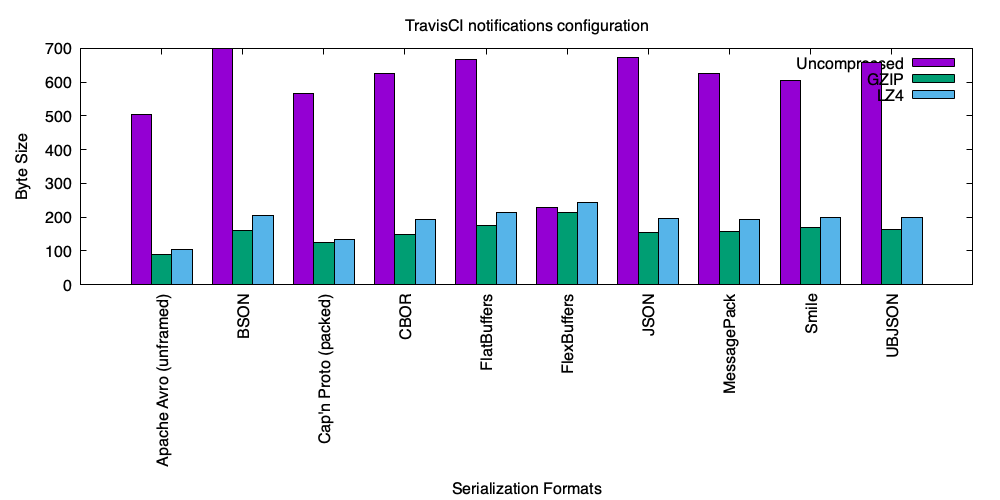 TravisCI notifications configuration
700
600
500
400
300
200
100
0
Byte Size
Uncompressed
GZIP
LZ4
Apache Avro (unframed)
BSON
Cap'n Proto (packed)
CBOR
FlatBuffers
FlexBuffers
JSON
MessagePack
Smile
UBJSON
Serialization Formats